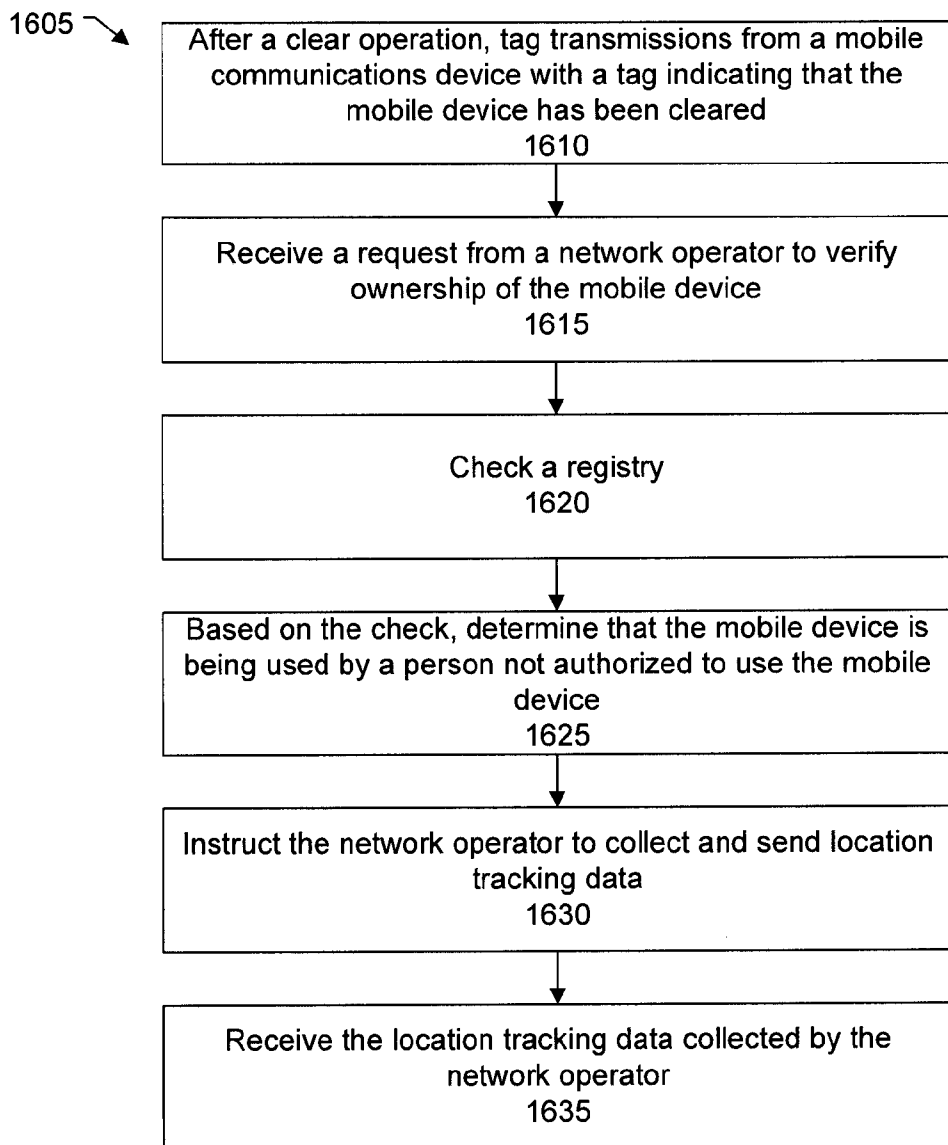 1605
After a clear operation, tag transmissions from a mobile
communications device with a tag indicating that the
mobile device has been cleared
1610
Receive a request from a network operator to verify
ownership of the mobile device
1615
Check a registry
1620
Based on the check, determine that the mobile device is
being used by a person not authorized to use the mobile
device
1625
Instruct the network operator to collect and send location
tracking data
1630
Receive the location tracking data collected by the
network operator
1635